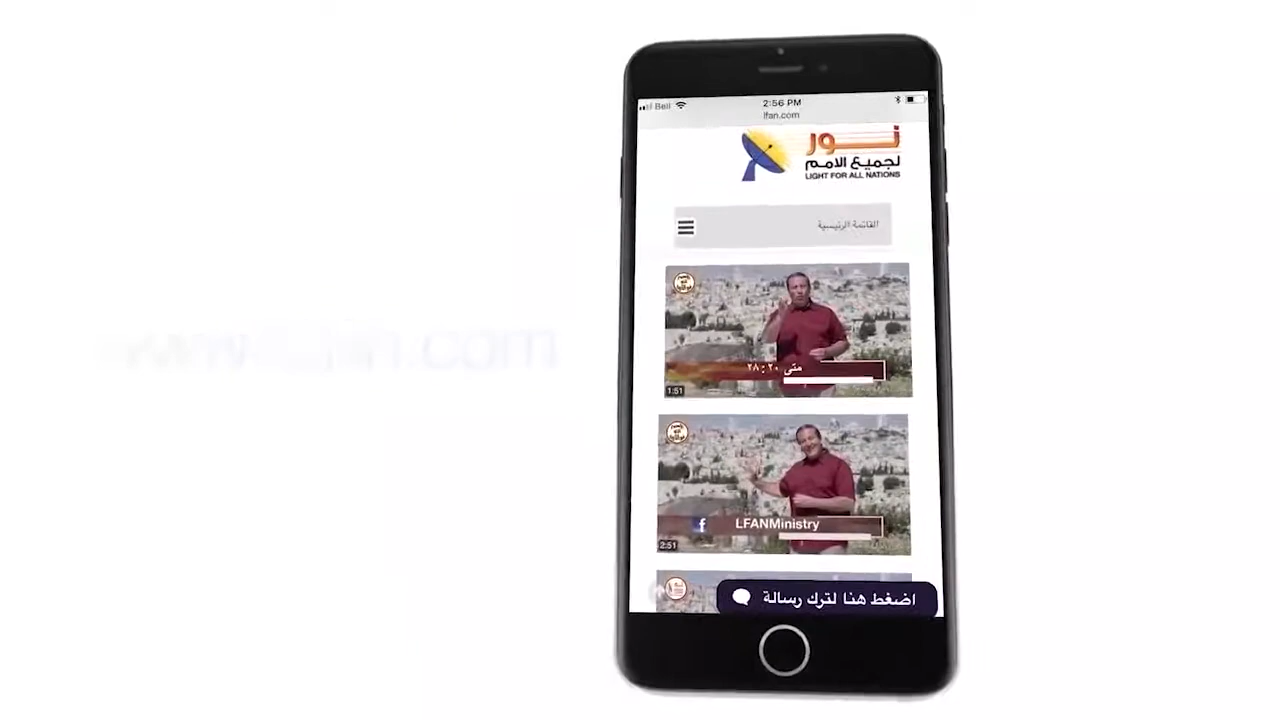 Bell
2:56 PM
lfan.com
نور
لجميع الامم
LIGHT FOR ALL NATIONS
القائمة الرئيسية
متى ٢٠ : ٢٨
1:51
LFANMinistry
2:51
اضغط هنا لترك رسالة